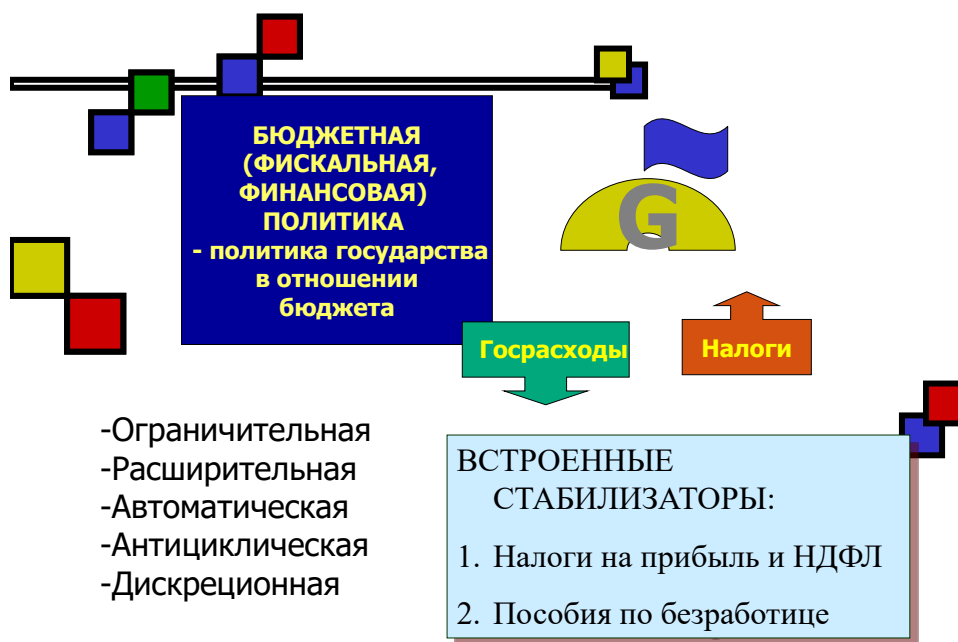 БЮДЖЕТНАЯ
(ФИСКАЛЬНАЯ,
ФИНАНСОВАЯ)
ПОЛИТИКА
- политика государства
в отношении
бюджета
G
Госрасходы
Налоги
-Ограничительная
-Расширительная
-Автоматическая
-Антициклическая
-Дискреционная
ВСТРОЕННЫЕ
СТАБИЛИЗАТОРЫ:
1. Налоги на прибыль и НДФЛ
2. Пособия по безработице